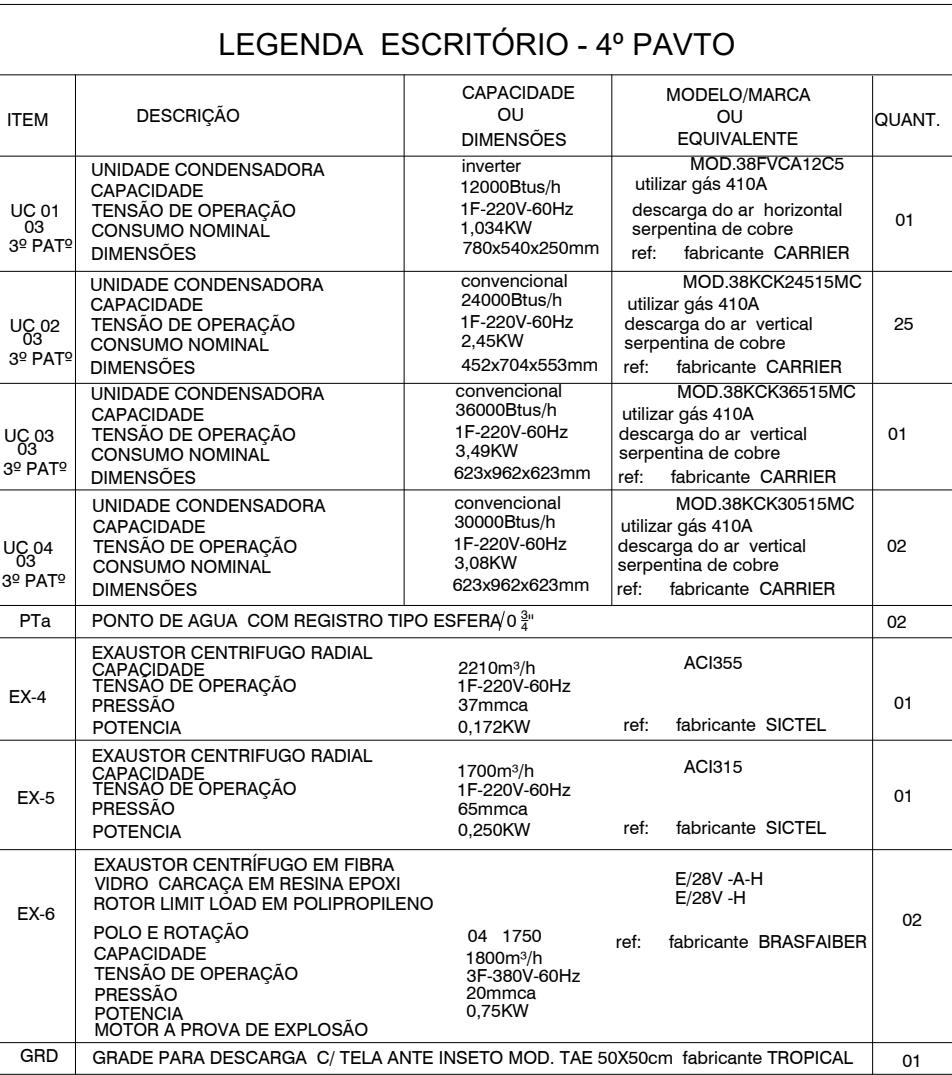 LEGENDA ESCRITÓRIO - 4º PAVTO
ITEM DESCRIÇÃO CAPACIDADE OU DIMENSÕES MODELO/MARCA OU EQUIVALENTE QUANT.
UC 01 03 3º PATº
UNIDADE CONDENSADORA inverter MOD.38FVCA12C5
CAPACIDADE 12000Btus/h utilizar gás 410A
TENSÃO DE OPERAÇÃO 1F-220V-60Hz descarga do ar horizontal
CONSUMO NOMINAL 1,034KW serpentina de cobre
DIMENSÕES 780x540x250mm ref: fabricante CARRIER
01
UC 02 03 3º PATº
UNIDADE CONDENSADORA convencional MOD.38KCK24515MC
CAPACIDADE 24000Btus/h utilizar gás 410A
TENSÃO DE OPERAÇÃO 1F-220V-60Hz descarga do ar vertical
CONSUMO NOMINAL 2,45KW serpentina de cobre
DIMENSÕES 452x704x553mm ref: fabricante CARRIER
25
UC 03 03 3º PATº
UNIDADE CONDENSADORA convencional MOD.38KCK36515MC
CAPACIDADE 36000Btus/h utilizar gás 410A
TENSÃO DE OPERAÇÃO 1F-220V-60Hz descarga do ar vertical
CONSUMO NOMINAL 3,49KW serpentina de cobre
DIMENSÕES 623x962x623mm ref: fabricante CARRIER
01
UC 04 03 3º PATº
UNIDADE CONDENSADORA convencional MOD.38KCK30515MC
CAPACIDADE 30000Btus/h utilizar gás 410A
TENSÃO DE OPERAÇÃO 1F-220V-60Hz descarga do ar vertical
CONSUMO NOMINAL 3,08KW serpentina de cobre
DIMENSÕES 623x962x623mm ref: fabricante CARRIER
02
PTa PONTO DE AGUA COM REGISTRO TIPO ESFERA/0 3/4" 02
EX-4
EXAUSTOR CENTRIFUGO RADIAL ACI355
CAPACIDADE 2210m³/h
TENSÃO DE OPERAÇÃO 1F-220V-60Hz
PRESSÃO 37mmca
POTENCIA 0,172KW ref: fabricante SICTEL
01
EX-5
EXAUSTOR CENTRIFUGO RADIAL ACI315
CAPACIDADE 1700m³/h
TENSÃO DE OPERAÇÃO 1F-220V-60Hz
PRESSÃO 65mmca
POTENCIA 0,250KW ref: fabricante SICTEL
01
EX-6
EXAUSTOR CENTRÍFUGO EM FIBRA
VIDRO CARCAÇA EM RESINA EPOXI E/28V -A-H
ROTOR LIMIT LOAD EM POLIPROPILENO E/28V -H
POLO E ROTAÇÃO 04 1750 ref: fabricante BRASFAIBER
CAPACIDADE 1800m³/h
TENSÃO DE OPERAÇÃO 3F-380V-60Hz
PRESSÃO 20mmca
POTENCIA 0,75KW
MOTOR A PROVA DE EXPLOSÃO
02
GRD GRADE PARA DESCARGA C/ TELA ANTE INSETO MOD. TAE 50X50cm fabricante TROPICAL 01